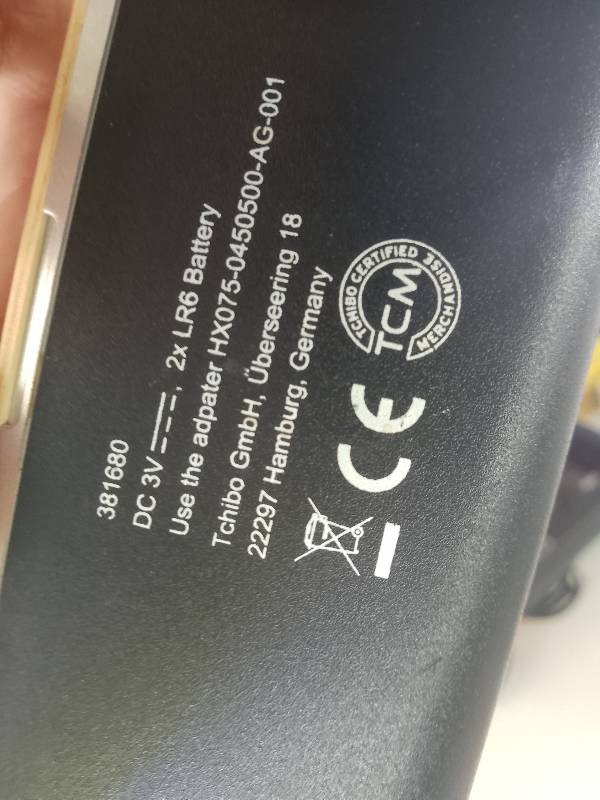 381680
DC 3V ⎓, 2x LR6 Battery
Use the adpater HX075-0450500-AG-001
Tchibo GmbH, Überseering 18
22297 Hamburg, Germany
TCHIBO CERTIFIED
TCM
MERCHANDISE
CE